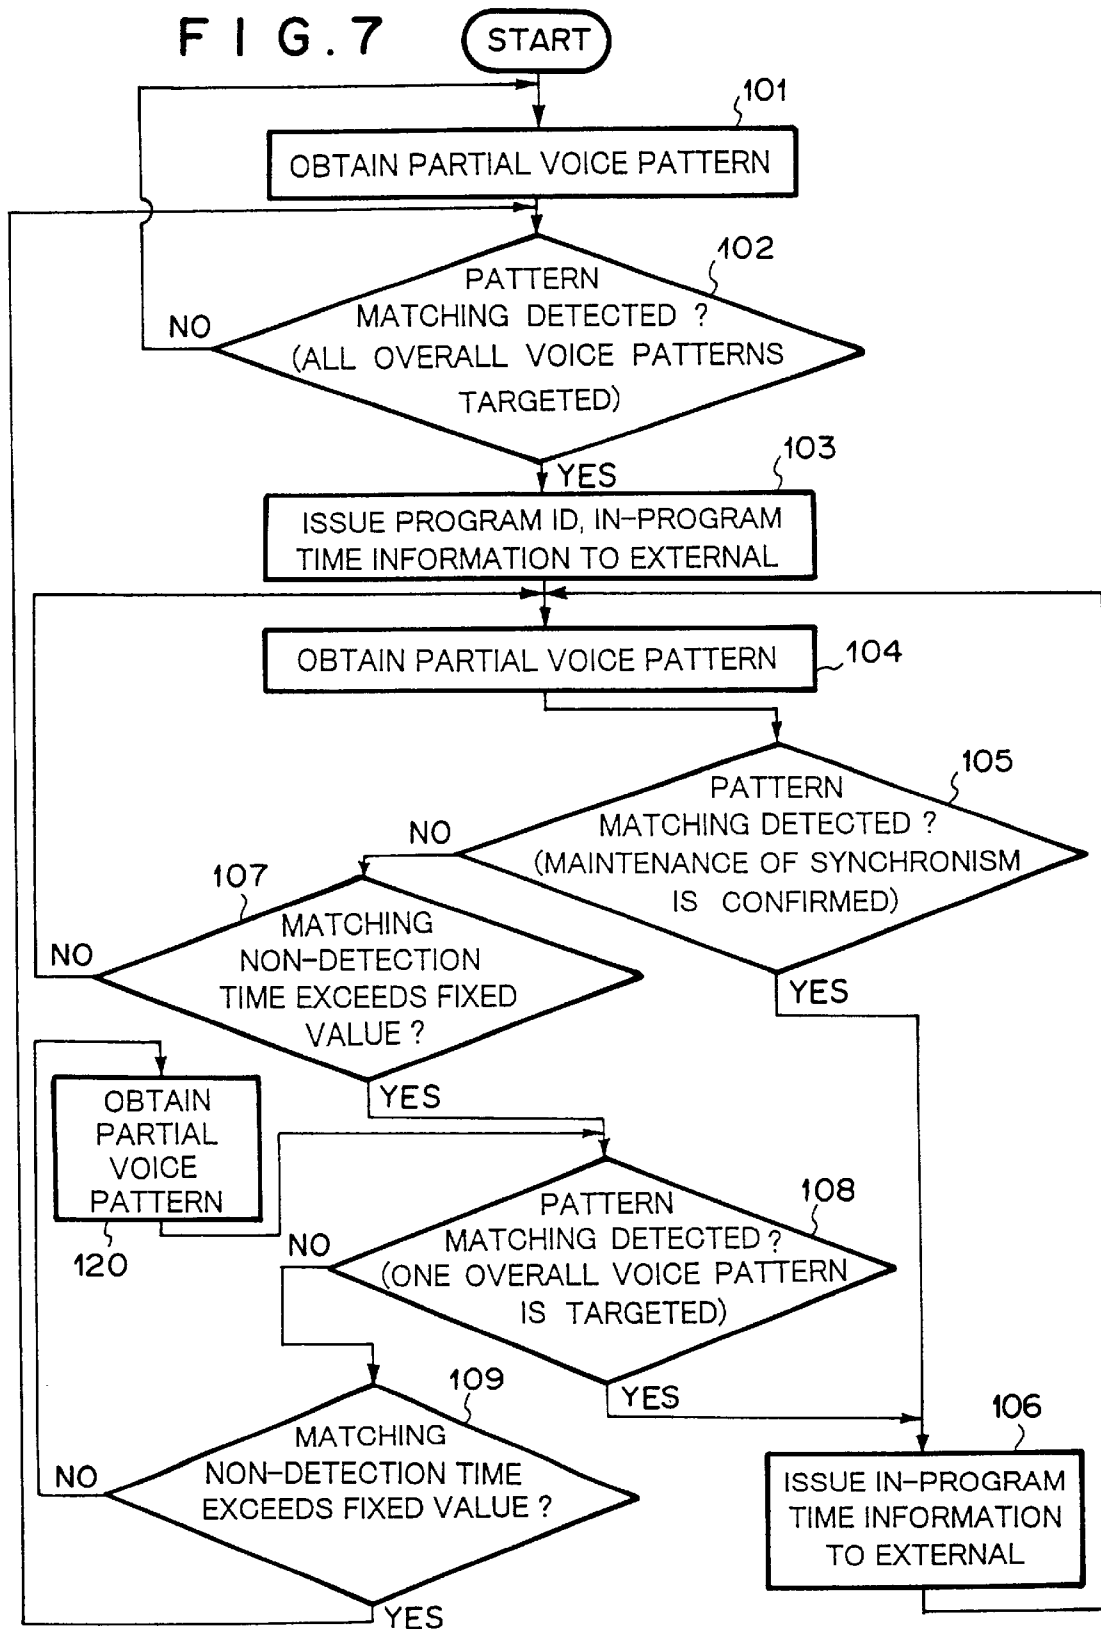 FIG.7
START
101
OBTAIN PARTIAL VOICE PATTERN
102
PATTERN
MATCHING DETECTED ?
(ALL OVERALL VOICE PATTERNS
TARGETED)
NO
YES
103
ISSUE PROGRAM ID, IN-PROGRAM
TIME INFORMATION TO EXTERNAL
OBTAIN PARTIAL VOICE PATTERN
104
105
PATTERN
MATCHING DETECTED ?
(MAINTENANCE OF SYNCHRONISM
IS CONFIRMED)
NO
YES
107
MATCHING
NON-DETECTION
TIME EXCEEDS FIXED
VALUE ?
NO
YES
OBTAIN
PARTIAL
VOICE
PATTERN
120
108
PATTERN
MATCHING DETECTED ?
(ONE OVERALL VOICE PATTERN
IS TARGETED)
NO
YES
109
MATCHING
NON-DETECTION TIME
EXCEEDS FIXED VALUE ?
NO
YES
106
ISSUE IN-PROGRAM
TIME INFORMATION
TO EXTERNAL